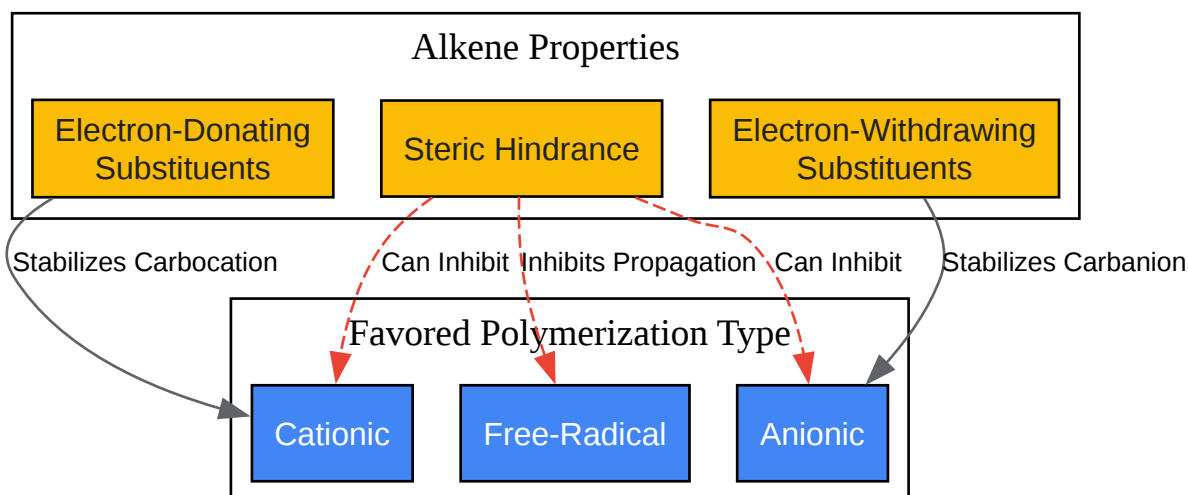 Alkene Properties
Electron-Donating
Substituents
Steric Hindrance
Electron-Withdrawing
Substituents
Stabilizes Carbocation
Can Inhibit
Inhibits Propagation
Can Inhibit
Stabilizes Carbanion
Favored Polymerization Type
Cationic
Free-Radical
Anionic